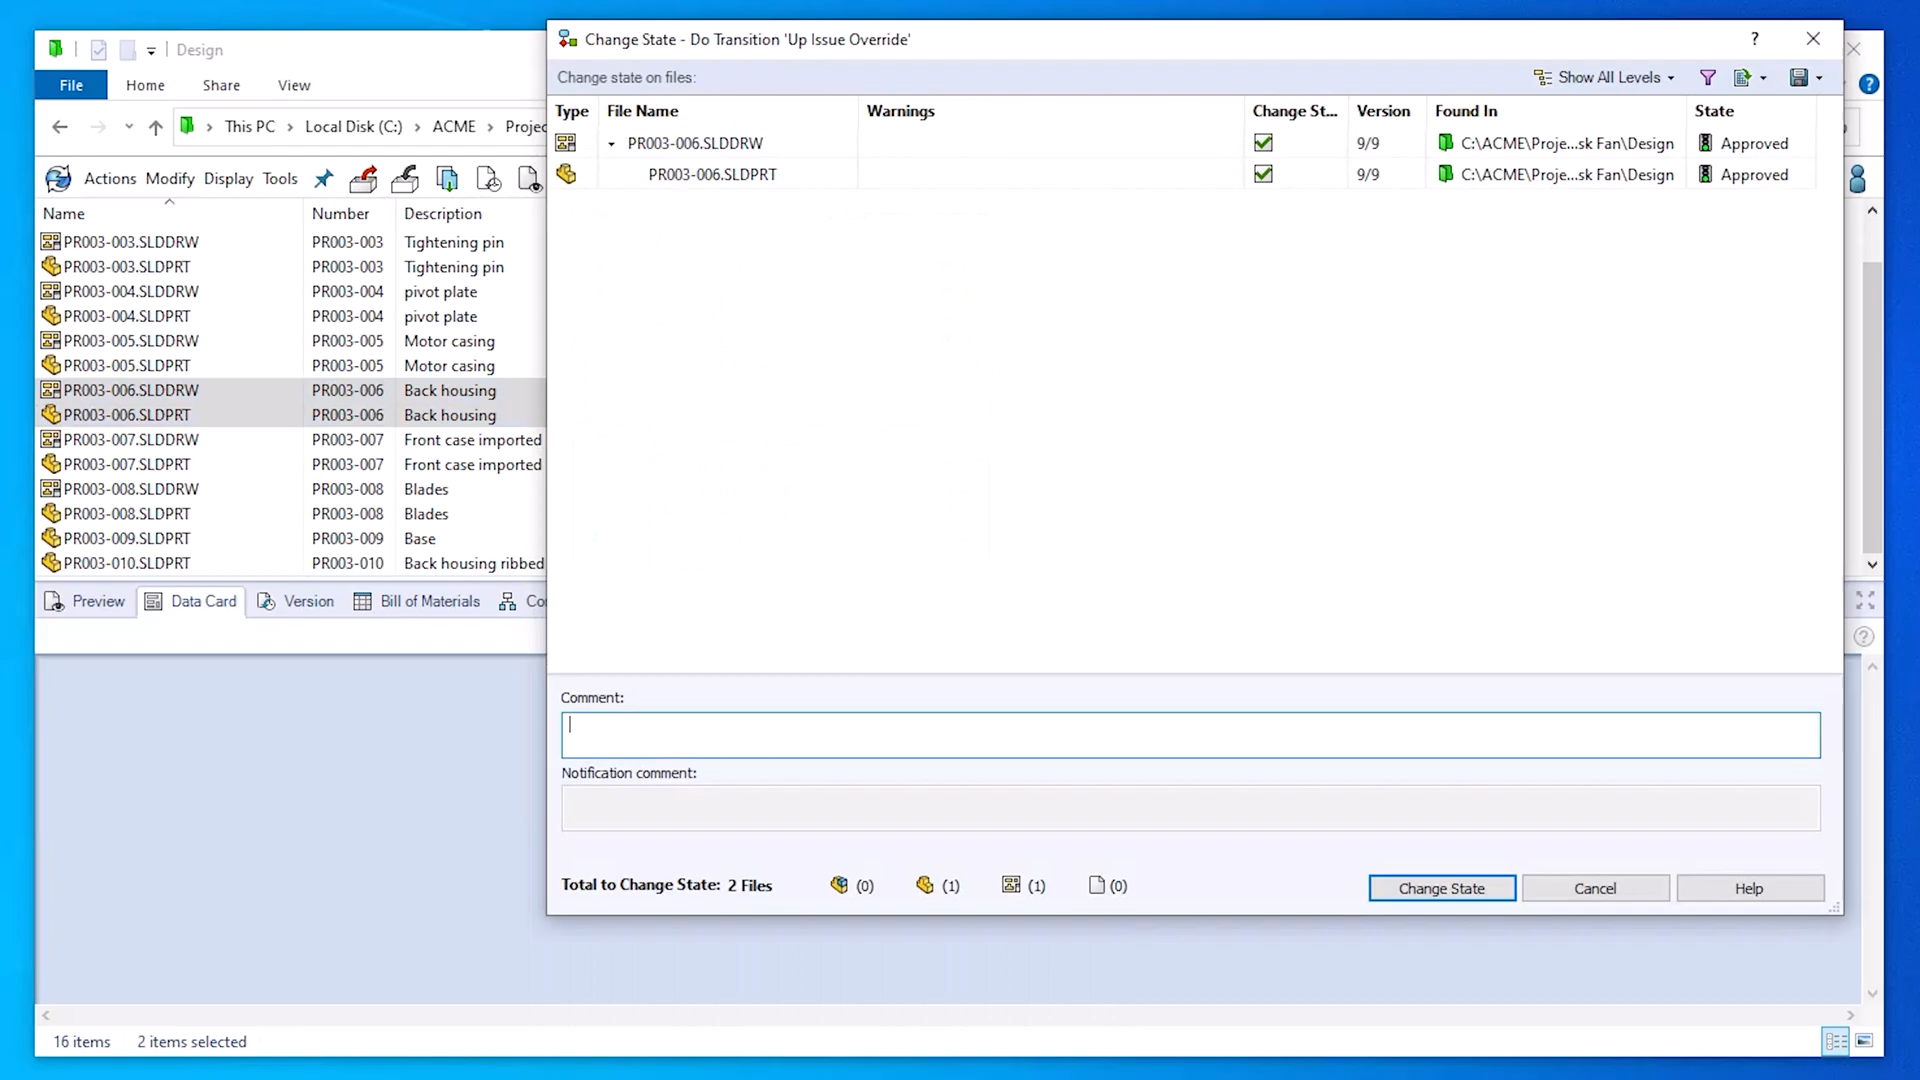 Design
File Home Share View
This PC Local Disk (C:) ACME Projec
Actions Modify Display Tools
Name Number Description
PR003-003.SLDDRW PR003-003 Tightening pin
PR003-003.SLDPRT PR003-003 Tightening pin
PR003-004.SLDDRW PR003-004 pivot plate
PR003-004.SLDPRT PR003-004 pivot plate
PR003-005.SLDDRW PR003-005 Motor casing
PR003-005.SLDPRT PR003-005 Motor casing
PR003-006.SLDDRW PR003-006 Back housing
PR003-006.SLDPRT PR003-006 Back housing
PR003-007.SLDDRW PR003-007 Front case imported
PR003-007.SLDPRT PR003-007 Front case imported
PR003-008.SLDDRW PR003-008 Blades
PR003-008.SLDPRT PR003-008 Blades
PR003-009.SLDPRT PR003-009 Base
PR003-010.SLDPRT PR003-010 Back housing ribbed
Preview Data Card Version Bill of Materials Co
16 items 2 items selected
Change State - Do Transition 'Up Issue Override' ?
Change state on files: Show All Levels
Type File Name Warnings Change St... Version Found In State
PR003-006.SLDDRW 9/9 C:\ACME\Proje...sk Fan\Design Approved
PR003-006.SLDPRT 9/9 C:\ACME\Proje...sk Fan\Design Approved
Comment:
Notification comment:
Total to Change State: 2 Files (0) (1) (1) (0)
Change State Cancel Help